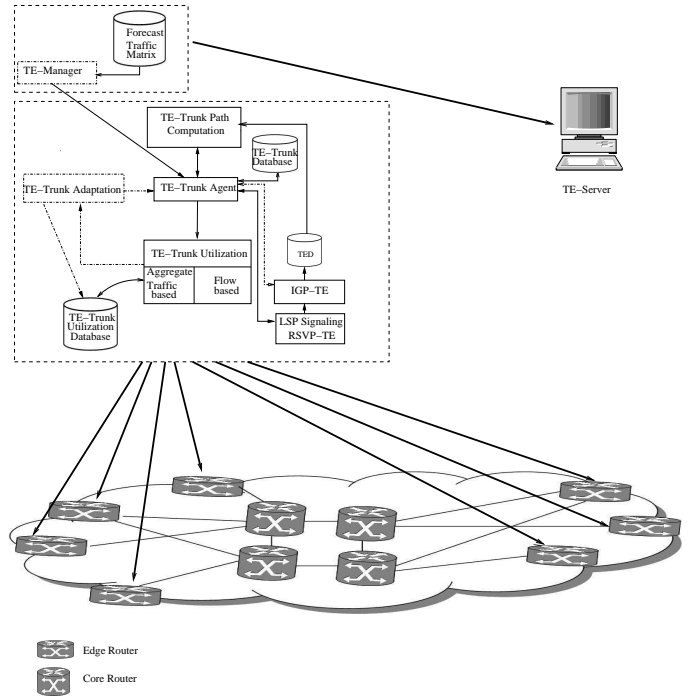 Forecast
Traffic
Matrix
TE–Manager
TE–Trunk Path
Computation
TE–Trunk
Database
TE–Trunk Adaptation
TE–Trunk Agent
TE–Server
TE–Trunk Utilization
Aggregate
Traffic
based
Flow
based
TED
IGP–TE
TE–Trunk
Utilization
Database
LSP Signaling
RSVP–TE
Edge Router
Core Router